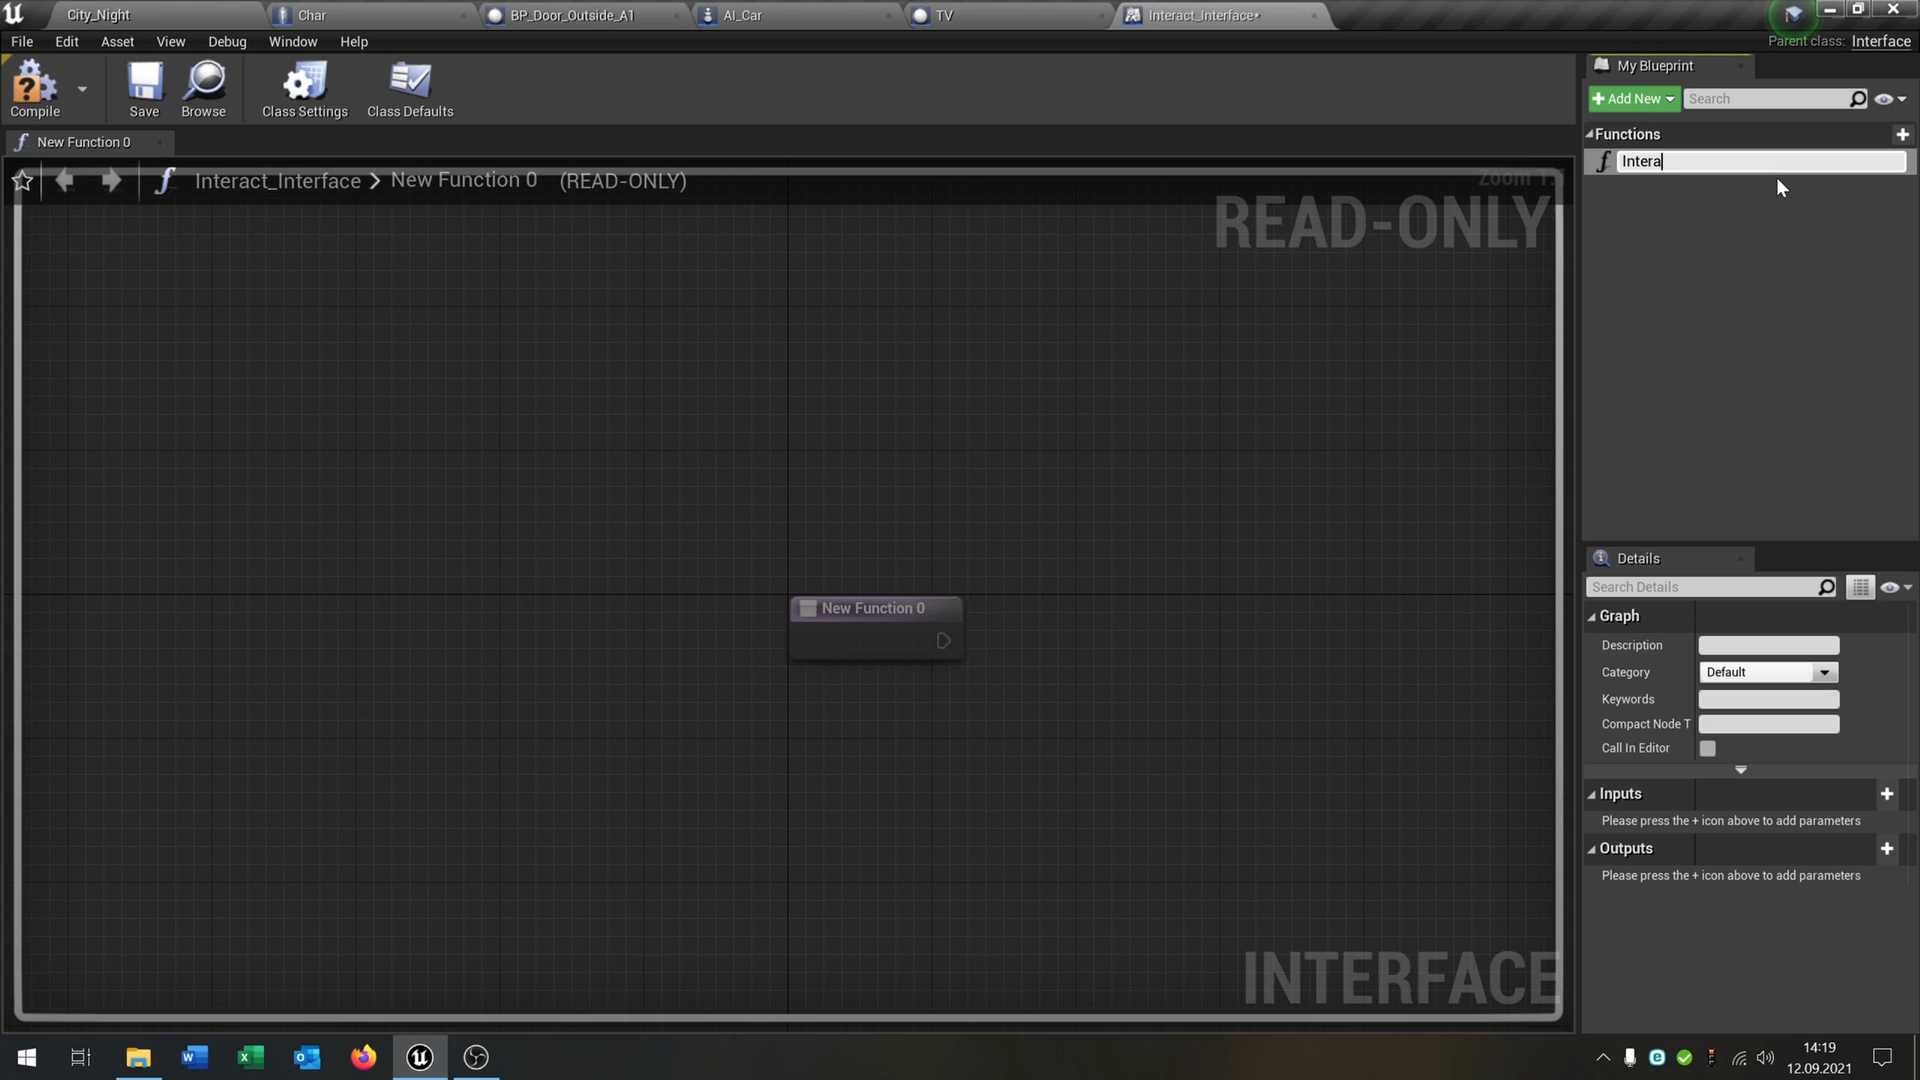 City_Night
Char
BP_Door_Outside_A1
AI_Car
TV
Interact_Interface*
File
Edit
Asset
View
Debug
Window
Help
Parent class:
Interface
Compile
Save
Browse
Class Settings
Class Defaults
My Blueprint
+ Add New
Search
Functions
Intera
New Function 0
Interact_Interface > New Function 0 (READ-ONLY)
READ-ONLY
New Function 0
INTERFACE
Details
Search Details
Graph
Description
Category
Default
Keywords
Compact Node T
Call In Editor
Inputs
Please press the + icon above to add parameters
Outputs
Please press the + icon above to add parameters
14:19
12.09.2021